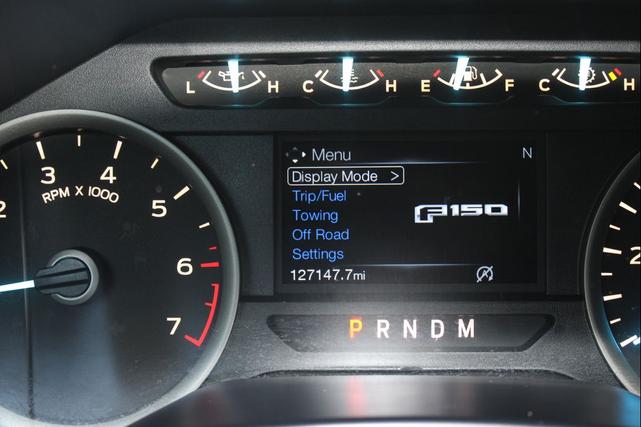 L H C H E F C H
Menu N
Display Mode >
Trip/Fuel
Towing
Off Road
Settings
F150
127147.7mi
P R N D M
2 3 4 5 6 7
RPM X 1000
2